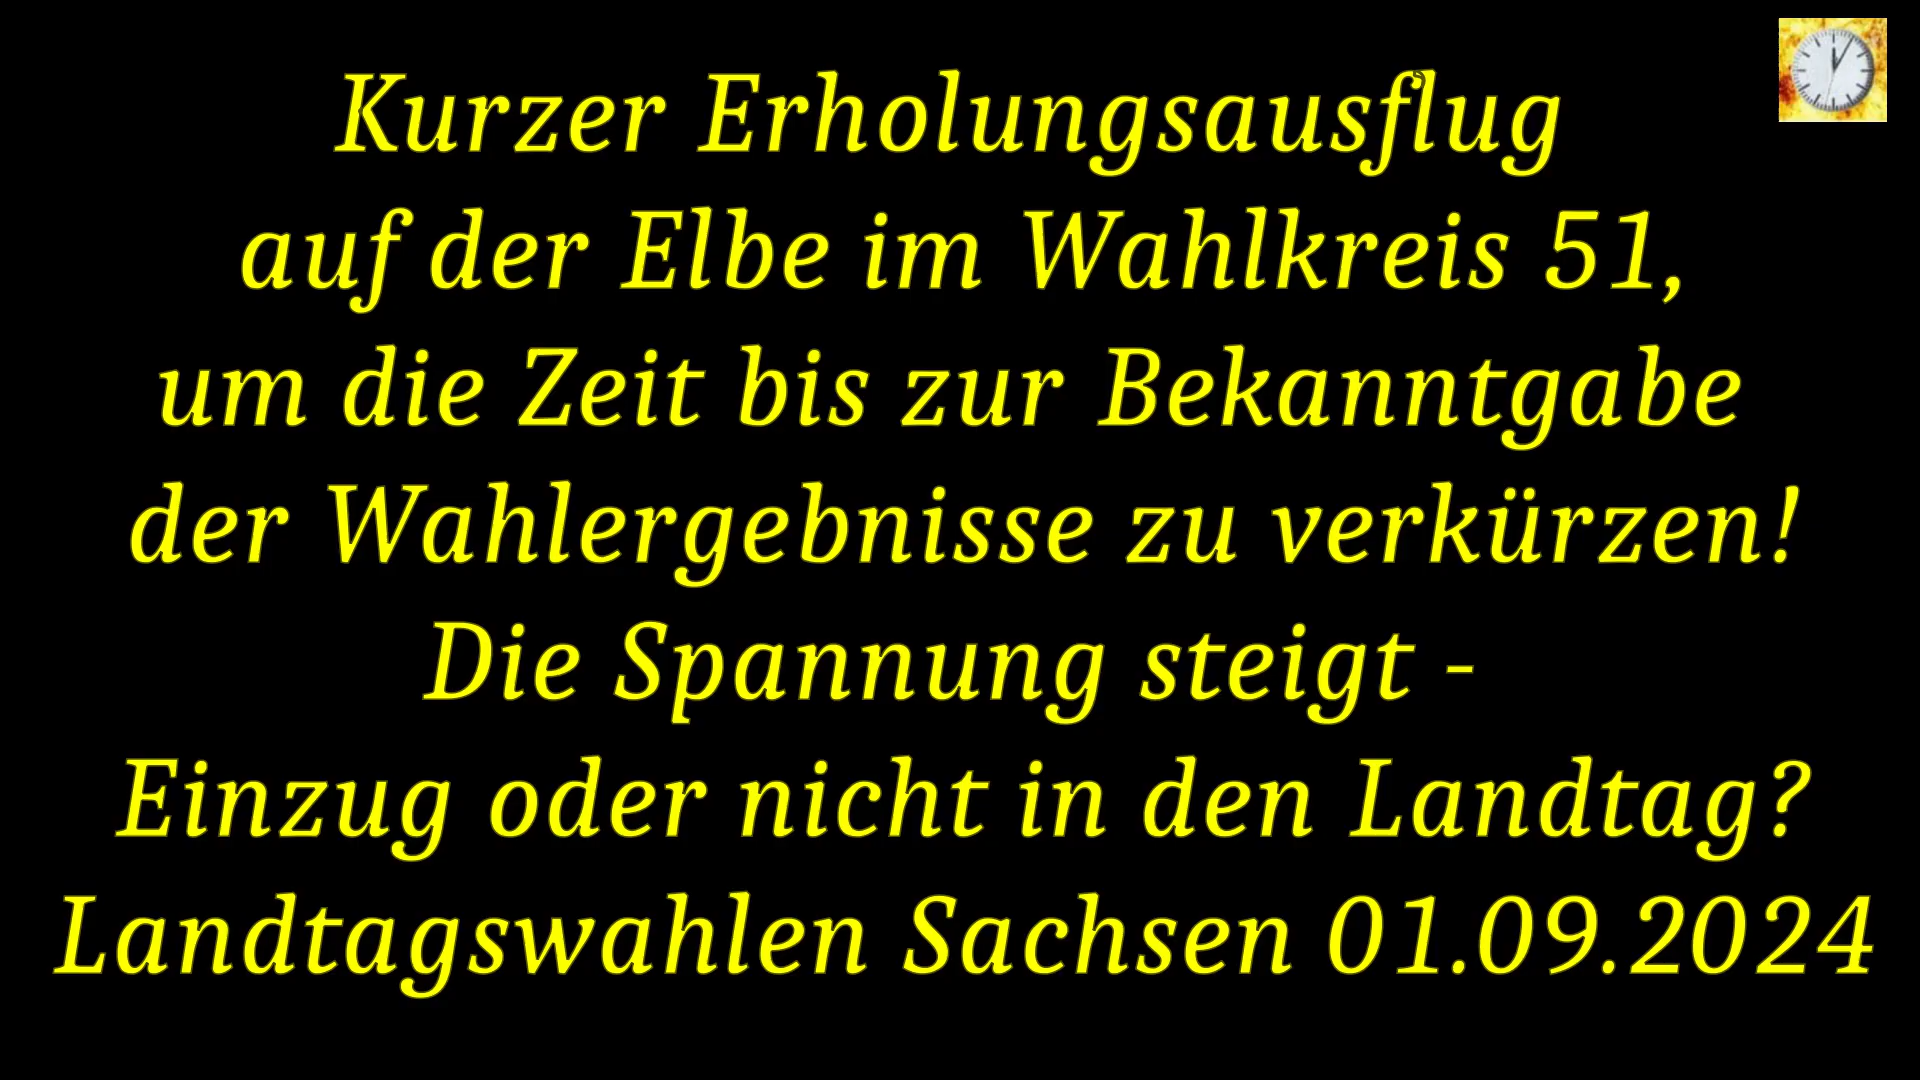 Kurzer Erholungsausflug
auf der Elbe im Wahlkreis 51,
um die Zeit bis zur Bekanntgabe
der Wahlergebnisse zu verkürzen!
Die Spannung steigt -
Einzug oder nicht in den Landtag?
Landtagswahlen Sachsen 01.09.2024